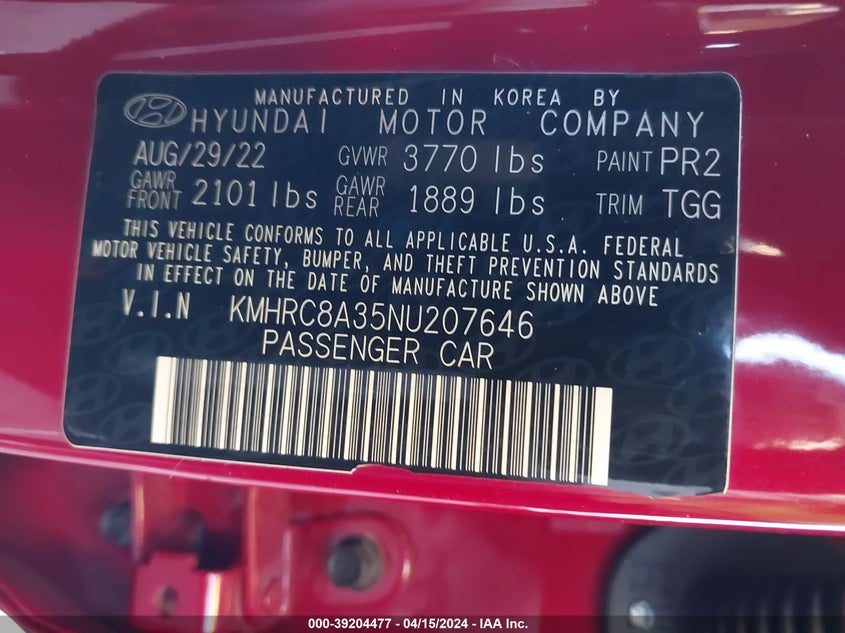 MANUFACTURED IN KOREA BY
HYUNDAI MOTOR COMPANY
AUG/29/22 GVWR 3770 lbs PAINT PR2
GAWR FRONT 2101 lbs GAWR REAR 1889 lbs TRIM TGG
THIS VEHICLE CONFORMS TO ALL APPLICABLE U.S.A. FEDERAL
MOTOR VEHICLE SAFETY, BUMPER, AND THEFT PREVENTION STANDARDS
IN EFFECT ON THE DATE OF MANUFACTURE SHOWN ABOVE
V.I.N KMHRC8A35NU207646
PASSENGER CAR
000-39204477 - 04/15/2024 - IAA Inc.